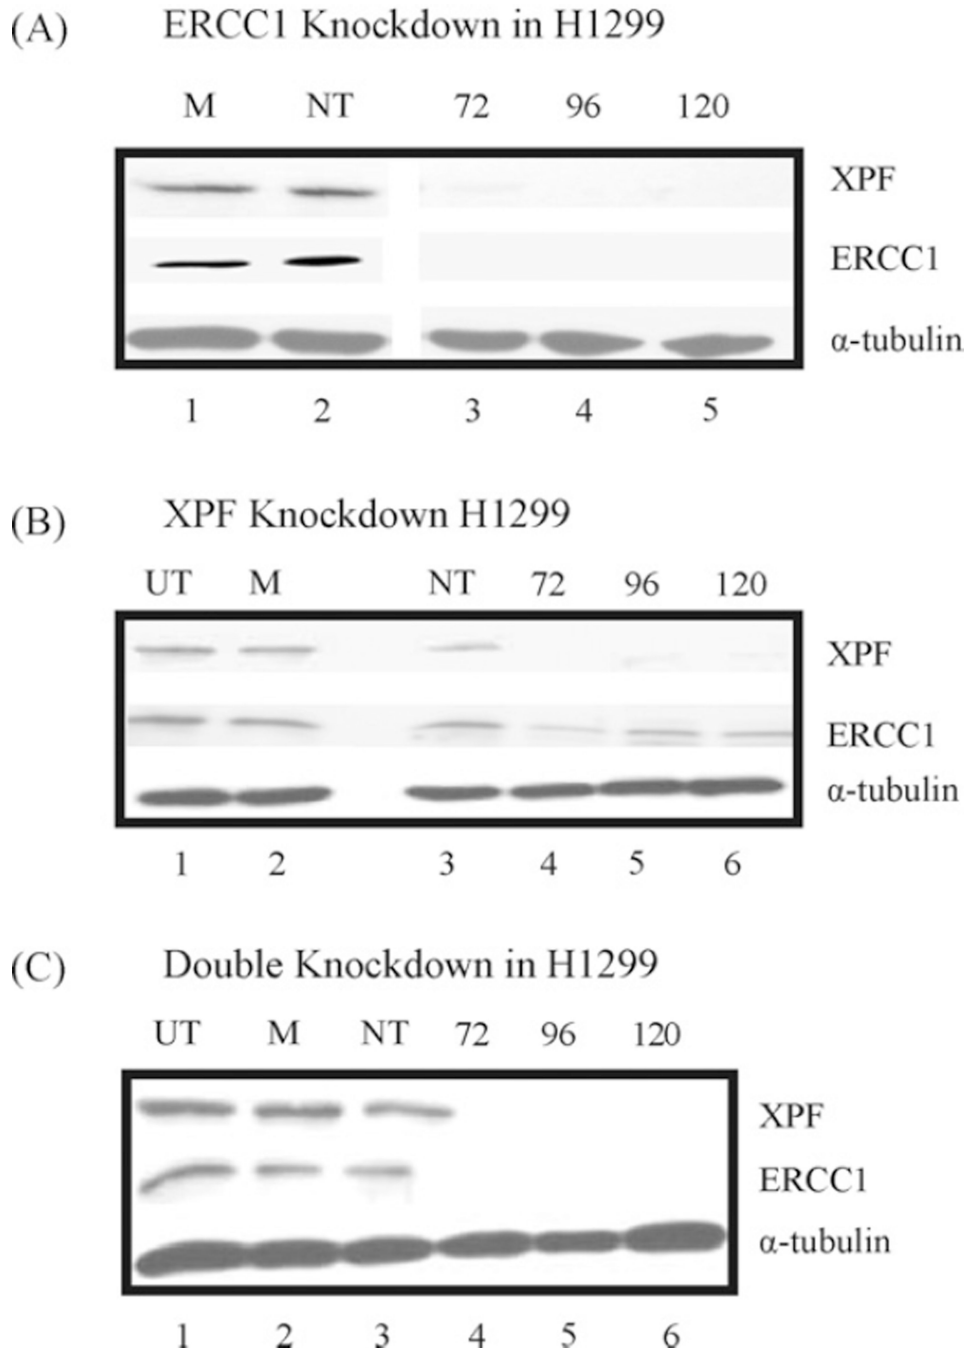 (A) ERCC1 Knockdown in H1299
M NT 72 96 120
XPF
ERCC1
α-tubulin
1 2 3 4 5
(B) XPF Knockdown H1299
UT M NT 72 96 120
XPF
ERCC1
α-tubulin
1 2 3 4 5 6
(C) Double Knockdown in H1299
UT M NT 72 96 120
XPF
ERCC1
α-tubulin
1 2 3 4 5 6